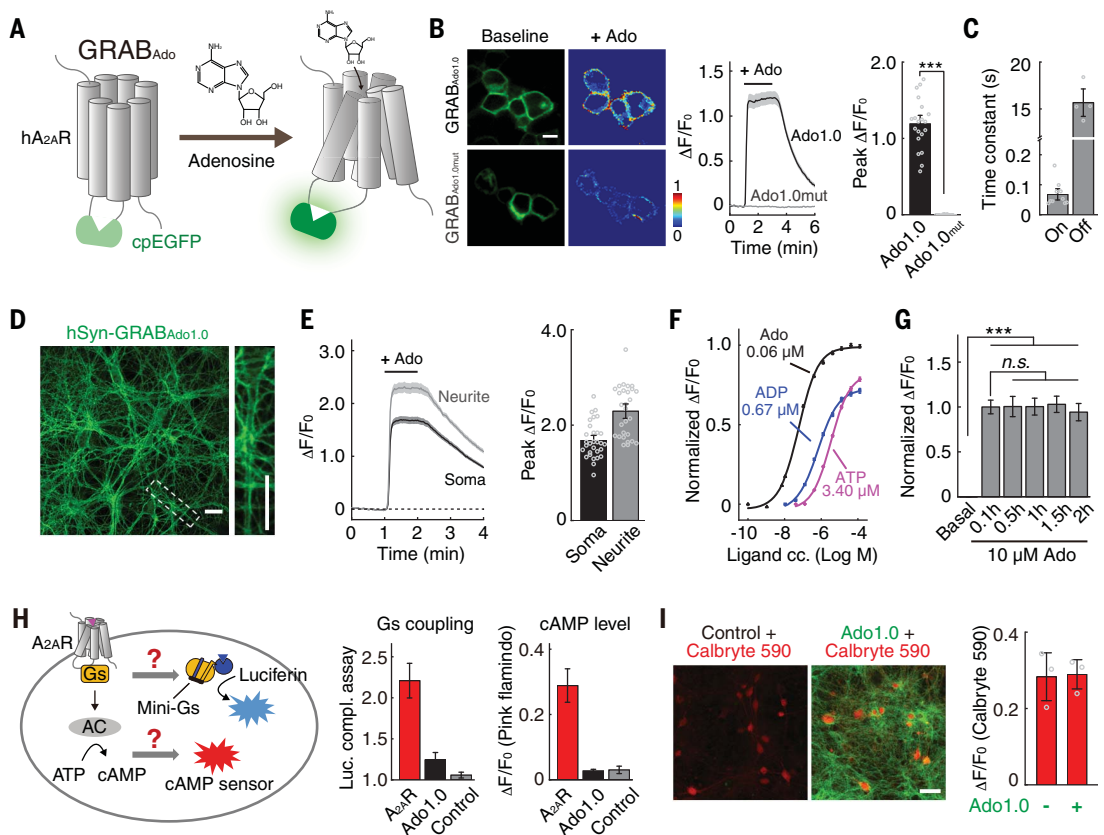 A
GRABAdo
NH₂
N
N
N
N
O
OH
OH OH
hA2AR
Adenosine
cpEGFP
B
Baseline
+ Ado
GRABAdo1.0
GRABAdo1.0mut
1
0
ΔF/F₀
1.5
1.0
0.5
0.0
+ Ado
Ado1.0
Ado1.0mut
0 2 4 6
Time (min)
Peak ΔF/F₀
2.0
1.0
0.0
***
Ado1.0
Ado1.0mut
C
Time constant (s)
15
0.20
0.1
0
On
Off
D
hSyn-GRABAdo1.0
E
ΔF/F₀
3.0
2.0
1.0
0
+ Ado
Neurite
Soma
0 1 2 3 4
Time (min)
Peak ΔF/F₀
4.0
2.0
0
Soma
Neurite
F
Normalized ΔF/F₀
1.0
0.5
0.0
Ado
0.06 µM
ADP
0.67 µM
ATP
3.40 µM
-10 -8 -6 -4
Ligand cc. (Log M)
G
Normalized ΔF/F₀
1.5
1.0
0.5
0
***
n.s.
Basal
0.1h
0.5h
1h
1.5h
2h
10 µM Ado
H
A2AR
Gs
?
Luciferin
Mini-Gs
AC
?
ATP
cAMP
cAMP sensor
Gs coupling
Luc. compl. assay
2.5
2.0
1.5
1.0
A2AR
Ado1.0
Control
cAMP level
ΔF/F₀ (Pink flamindo)
0.4
0.2
0
A2AR
Ado1.0
Control
I
Control +
Calbryte 590
Ado1.0 +
Calbryte 590
ΔF/F₀ (Calbryte 590)
0.4
0.2
0
Ado1.0 - +